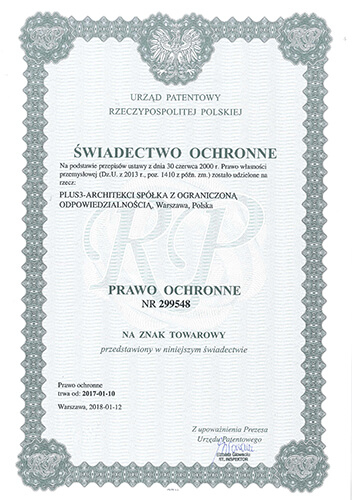 URZĄD PATENTOWY
RZECZYPOSPOLITEJ POLSKIEJ
ŚWIADECTWO OCHRONNE
Na podstawie przepisów ustawy z dnia 30 czerwca 2000 r. Prawo własności
przemysłowej (Dz.U. z 2013 r., poz. 1410 z późn. zm.) zostało udzielone na
rzecz:
PLUS3-ARCHITEKCI SPÓŁKA Z OGRANICZONĄ
ODPOWIEDZIALNOŚCIĄ, Warszawa, Polska
RP
PRAWO OCHRONNE
NR 299548
NA ZNAK TOWAROWY
przedstawiony w niniejszym świadectwie
Prawo ochronne
trwa od: 2017-01-10
Warszawa, 2018-01-12
Z upoważnienia Prezesa
Urzędu Patentowego
ST. INSPEKTOR